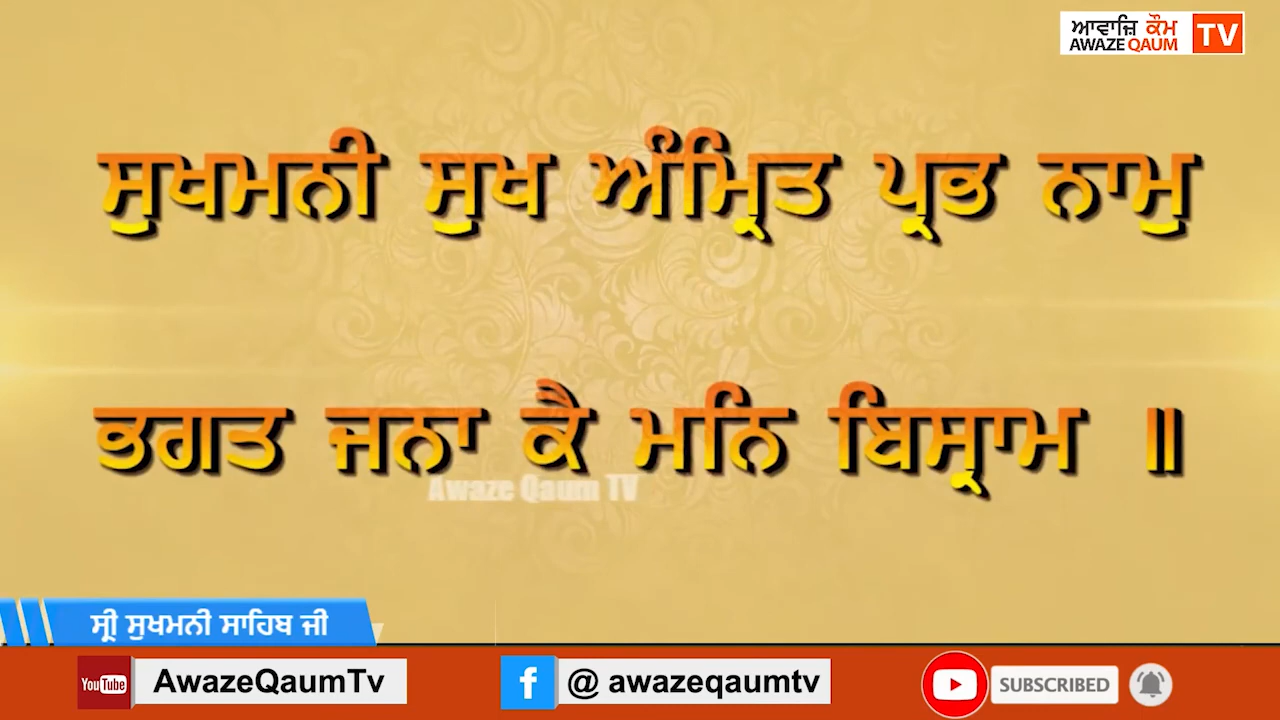 ਆਵਾਜ਼ਿ ਕੌਮ
AWAZE QAUM TV
ਸੁਖਮਨੀ ਸੁਖ ਅੰਮ੍ਰਿਤ ਪ੍ਰਭ ਨਾਮੁ
ਭਗਤ ਜਨਾ ਕੈ ਮਨਿ ਬਿਸ੍ਰਾਮ ॥
Awaze Qaum TV
ਸ੍ਰੀ ਸੁਖਮਨੀ ਸਾਹਿਬ ਜੀ
YouTube AwazeQaumTv
f @ awazeqaumtv
SUBSCRIBED